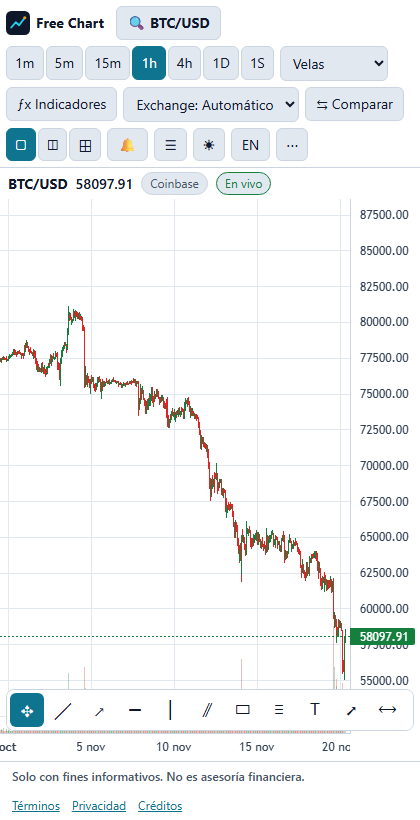 Free Chart BTC/USD
1m 5m 15m 1h 4h 1D 1S Velas
ƒx Indicadores Exchange: Automático ⇆ Comparar
EN ...
BTC/USD 58097.91 Coinbase En vivo
87500.00
85000.00
82500.00
80000.00
77500.00
75000.00
72500.00
70000.00
67500.00
65000.00
62500.00
60000.00
58097.91
55000.00
T
oct 5 nov 10 nov 15 nov 20 no
Solo con fines informativos. No es asesoría financiera.
Términos Privacidad Créditos